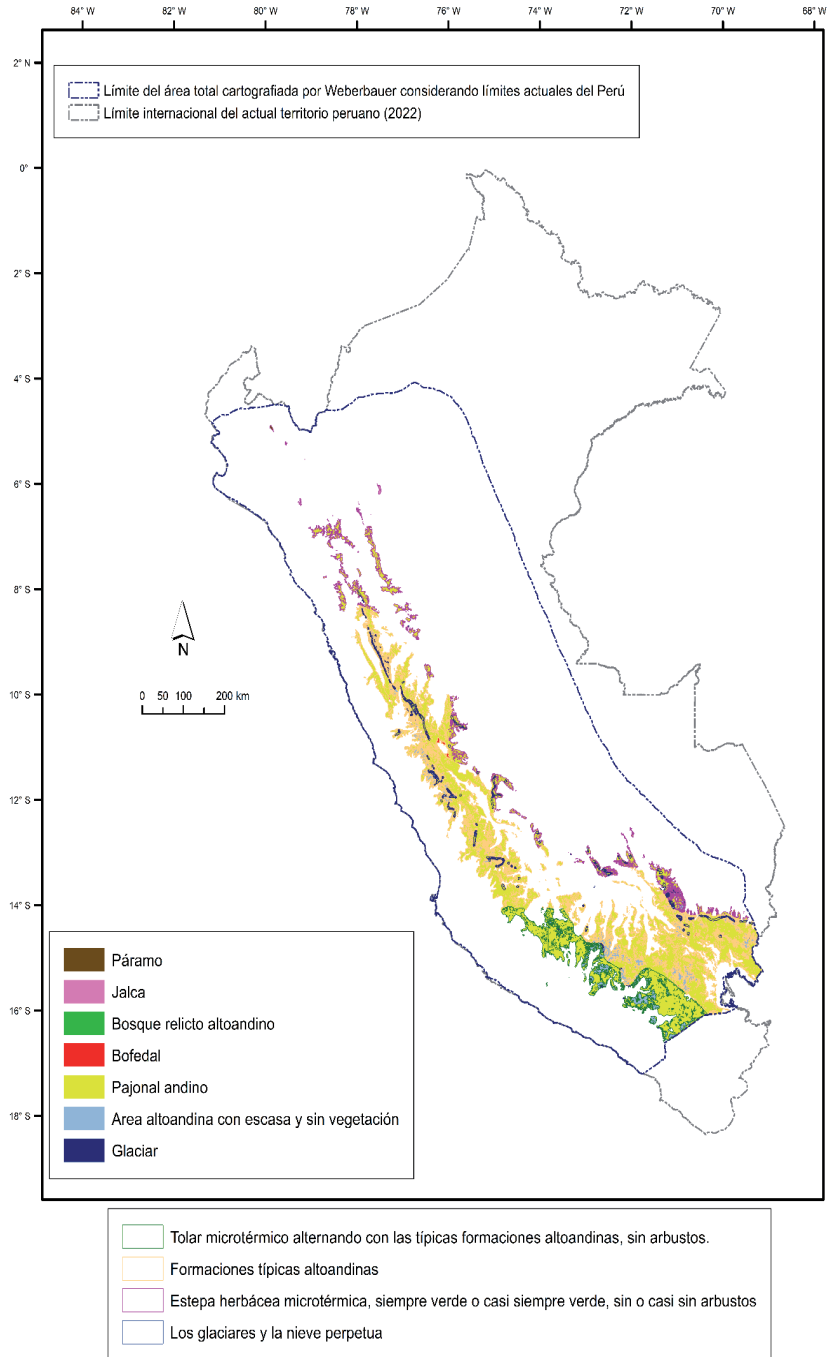 84° W 82° W 80° W 78° W 76° W 74° W 72° W 70° W 68° W
2° N
Límite del área total cartografiada por Weberbauer considerando límites actuales del Perú
Límite internacional del actual territorio peruano (2022)
0°
2° S
4° S
6° S
8° S
N
10° S
0 50 100 200 km
12° S
14° S
Páramo
Jalca
Bosque relicto altoandino
16° S
Bofedal
Pajonal andino
Area altoandina con escasa y sin vegetación
18° S
Glaciar
Tolar microtérmico alternando con las típicas formaciones altoandinas, sin arbustos.
Formaciones típicas altoandinas
Estepa herbácea microtérmica, siempre verde o casi siempre verde, sin o casi sin arbustos
Los glaciares y la nieve perpetua